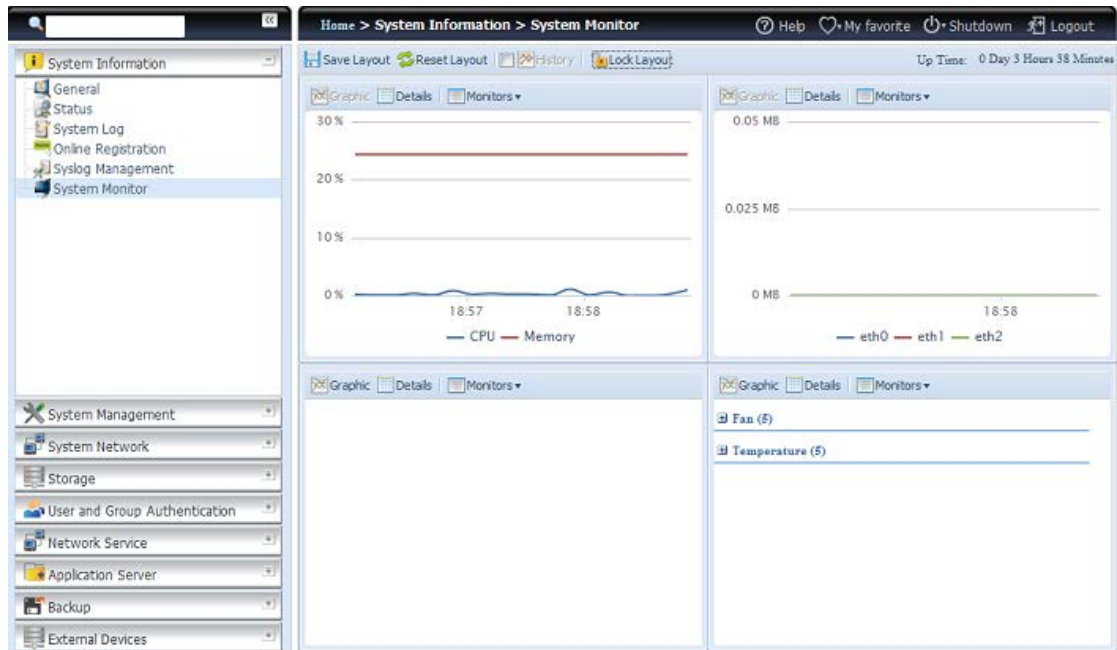 Home > System Information > System Monitor
Help
My favorite
Shutdown
Logout
System Information
General
Status
System Log
Online Registration
Syslog Management
System Monitor
System Management
System Network
Storage
User and Group Authentication
Network Service
Application Server
Backup
External Devices
Save Layout Reset Layout History Lock Layout
Up Time: 0 Day 3 Hours 38 Minutes
Graphic Details Monitors
30 %
20 %
10 %
0 %
18:57 18:58
CPU Memory
Graphic Details Monitors
0.05 MB
0.025 MB
0 MB
18:58
eth0 eth1 eth2
Graphic Details Monitors
Graphic Details Monitors
Fan (5)
Temperature (5)